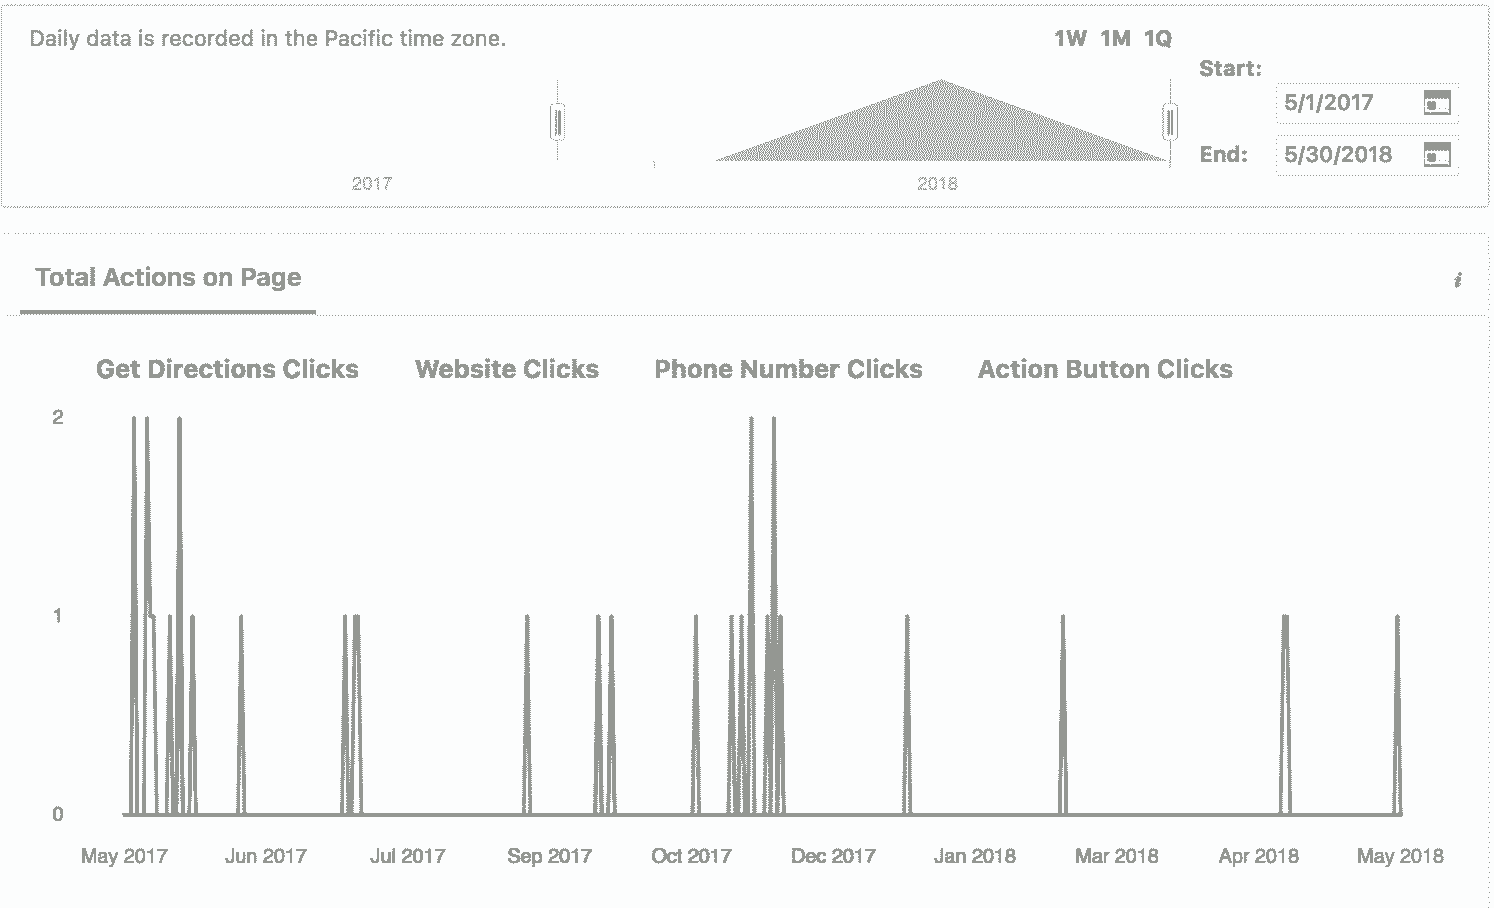 Daily data is recorded in the Pacific time zone.
1W 1M 1Q
Start:
5/1/2017
End:
5/30/2018
2017
2018
Total Actions on Page
i
Get Directions Clicks
Website Clicks
Phone Number Clicks
Action Button Clicks
2
1
0
May 2017
Jun 2017
Jul 2017
Sep 2017
Oct 2017
Dec 2017
Jan 2018
Mar 2018
Apr 2018
May 2018